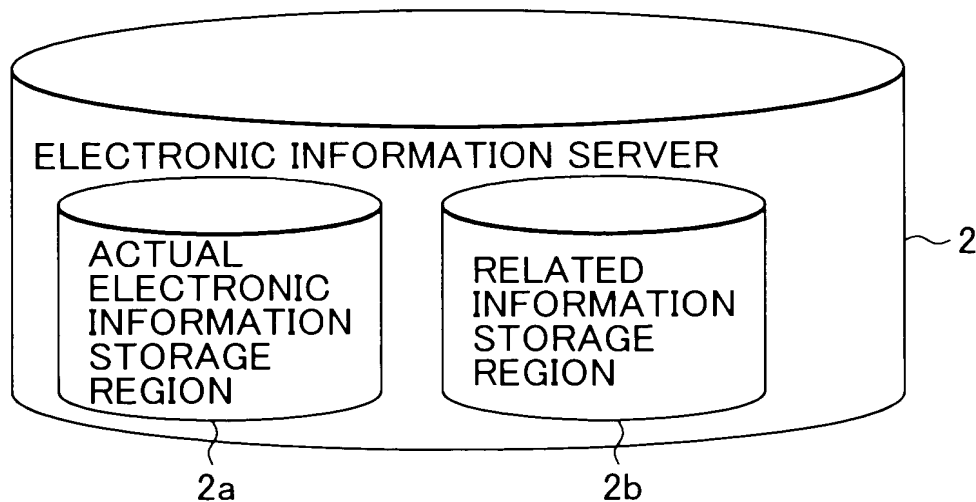 ELECTRONIC INFORMATION SERVER
ACTUAL
ELECTRONIC
INFORMATION
STORAGE
REGION
RELATED
INFORMATION
STORAGE
REGION
2
2a
2b